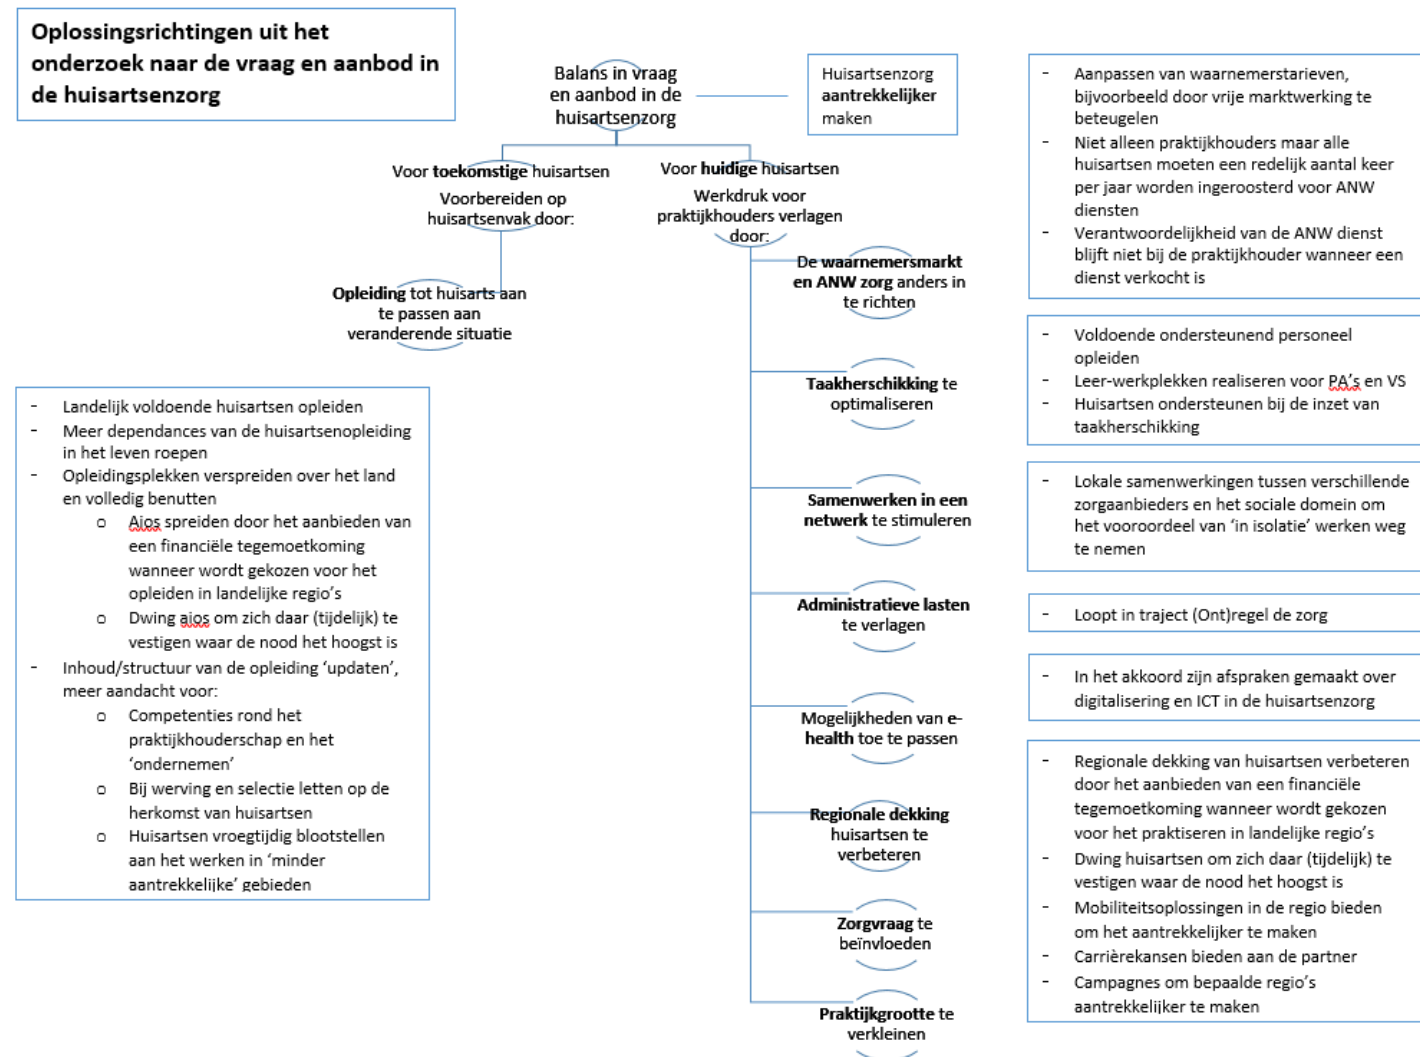 Oplossingsrichtingen uit het
onderzoek naar de vraag en aanbod in
de huisartsenzorg
Balans in vraag
en aanbod in de
huisartsenzorg
Huisartsenzorg
aantrekkelijker
maken
Voor toekomstige huisartsen
Voorbereiden op
huisartsenvak door:
Opleiding tot huisarts aan
te passen aan
veranderende situatie
- Landelijk voldoende huisartsen opleiden
- Meer dependances van de huisartsenopleiding
in het leven roepen
- Opleidingsplekken verspreiden over het land
en volledig benutten
o Aios spreiden door het aanbieden van
een financiële tegemoetkoming
wanneer wordt gekozen voor het
opleiden in landelijke regio's
o Dwing aios om zich daar (tijdelijk) te
vestigen waar de nood het hoogst is
- Inhoud/structuur van de opleiding ‘updaten’,
meer aandacht voor:
o Competenties rond het
praktijkhouderschap en het
‘ondernemen’
o Bij werving en selectie letten op de
herkomst van huisartsen
o Huisartsen vroegtijdig blootstellen
aan het werken in ‘minder
aantrekkelijke’ gebieden
Voor huidige huisartsen
Werkdruk voor
praktijkhouders verlagen
door:
De waarnemersmarkt
en ANW zorg anders in
te richten
- Aanpassen van waarnemerstarieven,
bijvoorbeeld door vrije marktwerking te
beteugelen
- Niet alleen praktijkhouders maar alle
huisartsen moeten een redelijk aantal keer
per jaar worden ingeroosterd voor ANW
diensten
- Verantwoordelijkheid van de ANW dienst
blijft niet bij de praktijkhouder wanneer een
dienst verkocht is
Taakherschikking te
optimaliseren
- Voldoende ondersteunend personeel
opleiden
- Leer-werkplekken realiseren voor PA's en VS
- Huisartsen ondersteunen bij de inzet van
taakherschikking
Samenwerken in een
netwerk te stimuleren
- Lokale samenwerkingen tussen verschillende
zorgaanbieders en het sociale domein om
het vooroordeel van ‘in isolatie’ werken weg
te nemen
Administratieve lasten
te verlagen
- Loopt in traject (Ont)regel de zorg
Mogelijkheden van e-
health toe te passen
- In het akkoord zijn afspraken gemaakt over
digitalisering en ICT in de huisartsenzorg
Regionale dekking
huisartsen te
verbeteren
- Regionale dekking van huisartsen verbeteren
door het aanbieden van een financiële
tegemoetkoming wanneer wordt gekozen
voor het praktiseren in landelijke regio's
- Dwing huisartsen om zich daar (tijdelijk) te
vestigen waar de nood het hoogst is
- Mobiliteitsoplossingen in de regio bieden
om het aantrekkelijker te maken
- Carrièrekansen bieden aan de partner
- Campagnes om bepaalde regio's
aantrekkelijker te maken
Zorgvraag te
beïnvloeden
Praktijkgrootte te
verkleinen